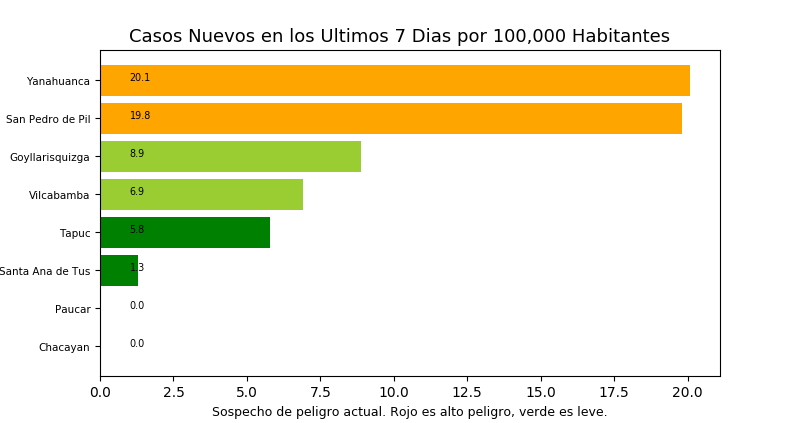 Casos Nuevos en los Ultimos 7 Dias por 100,000 Habitantes
Yanahuanca 20.1
San Pedro de Pil 19.8
Goyllarisquizga 8.9
Vilcabamba 6.9
Tapuc 5.8
Santa Ana de Tus 1.3
Paucar 0.0
Chacayan 0.0
0.0 2.5 5.0 7.5 10.0 12.5 15.0 17.5 20.0
Sospecho de peligro actual. Rojo es alto peligro, verde es leve.